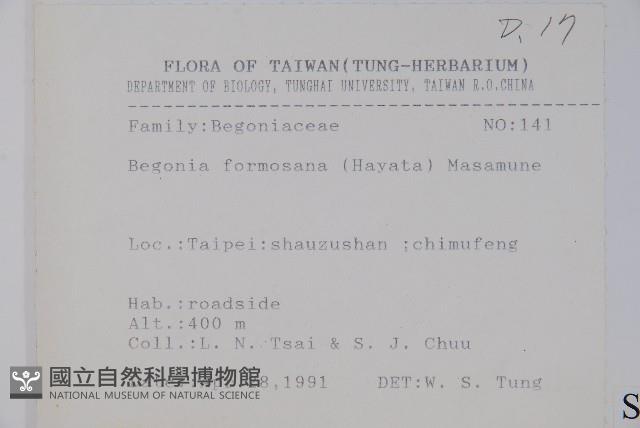 D. 17
FLORA OF TAIWAN(TUNG-HERBARIUM)
DEPARTMENT OF BIOLOGY, TUNGHAI UNIVERSITY, TAIWAN R.O.CHINA
Family:Begoniaceae NO:141
Begonia formosana (Hayata) Masamune
Loc.:Taipei:shauzushan ;chimufeng
Hab.:roadside
Alt.:400 m
Coll.:L. N. Tsai & S. J. Chuu
8,1991 DET:W. S. Tung
國立自然科學博物館
NATIONAL MUSEUM OF NATURAL SCIENCE
S